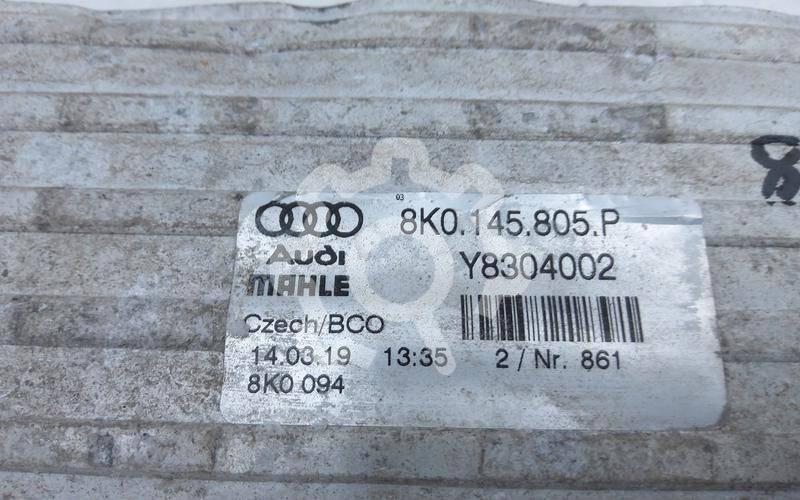 03
8K0.145.805.P
Audi
Y8304002
MAHLE
Czech/BCO
14.03.19 13:35 2 / Nr. 861
8K0 094
8